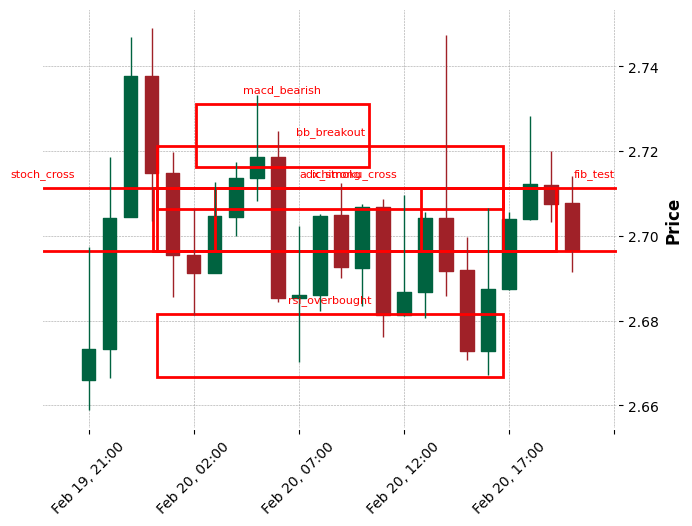 2.74
macd_bearish
bb_breakout
2.72
stoch_cross
ichimoku_cross
fib_test
2.70
Price
rsi_overbought
2.68
2.66
Feb 19, 21:00
Feb 20, 02:00
Feb 20, 07:00
Feb 20, 12:00
Feb 20, 17:00